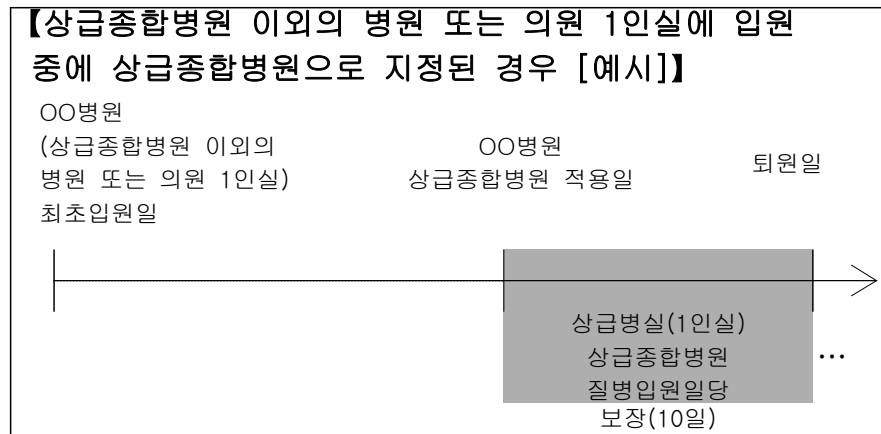 【상급종합병원 이외의 병원 또는 의원 1인실에 입원
중에 상급종합병원으로 지정된 경우 [예시]】
OO병원
(상급종합병원 이외의
병원 또는 의원 1인실)
최초입원일
OO병원
상급종합병원 적용일
퇴원일
상급병실(1인실)
상급종합병원
질병입원일당
보장(10일)
…